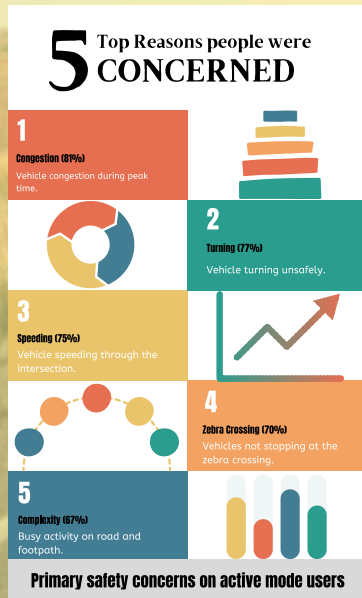 5 Top Reasons people were
CONCERNED
1
Congestion (81%)
Vehicle congestion during peak
time.
2
Turning (77%)
Vehicle turning unsafely.
3
Speeding (75%)
Vehicle speeding through the
intersection.
4
Zebra Crossing (70%)
Vehicles not stopping at the
zebra crossing.
5
Complexity (67%)
Busy activity on road and
footpath.
Primary safety concerns on active mode users